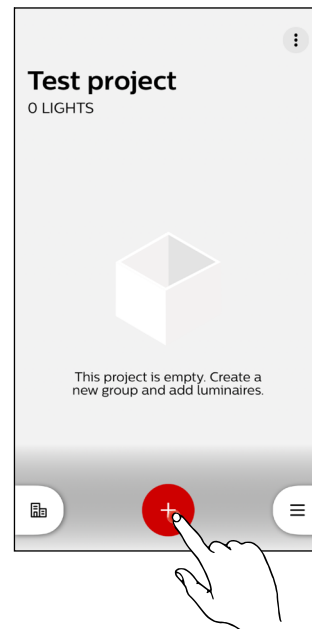 Test project
0 LIGHTS
This project is empty. Create a
new group and add luminaires.